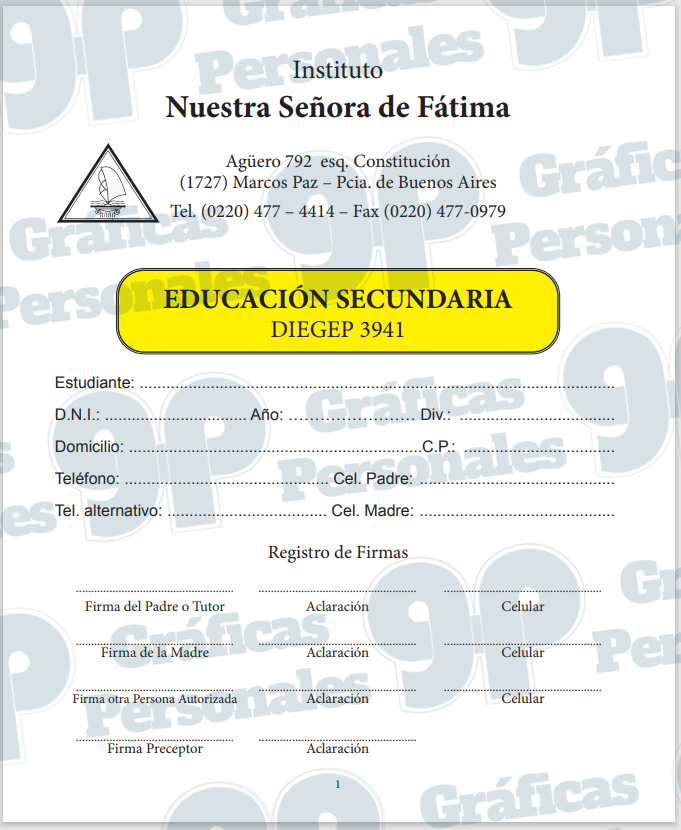 Instituto
Nuestra Señora de Fátima
Agüero 792 esq. Constitución
(1727) Marcos Paz – Pcia. de Buenos Aires
Tel. (0220) 477 – 4414 – Fax (0220) 477-0979
EDUCACIÓN SECUNDARIA
DIEGEP 3941
Estudiante: ..........................................................................................................
D.N.I.: ................................ Año: ........................ Div.: ...................................
Domicilio: .................................................................. C.P.: ..................................
Teléfono: .............................................. Cel. Padre: ............................................
Tel. alternativo: .................................... Cel. Madre: ............................................
Registro de Firmas
Firma del Padre o Tutor Aclaración Celular
Firma de la Madre Aclaración Celular
Firma otra Persona Autorizada Aclaración Celular
Firma Preceptor Aclaración
1
gp Gráficas Personales